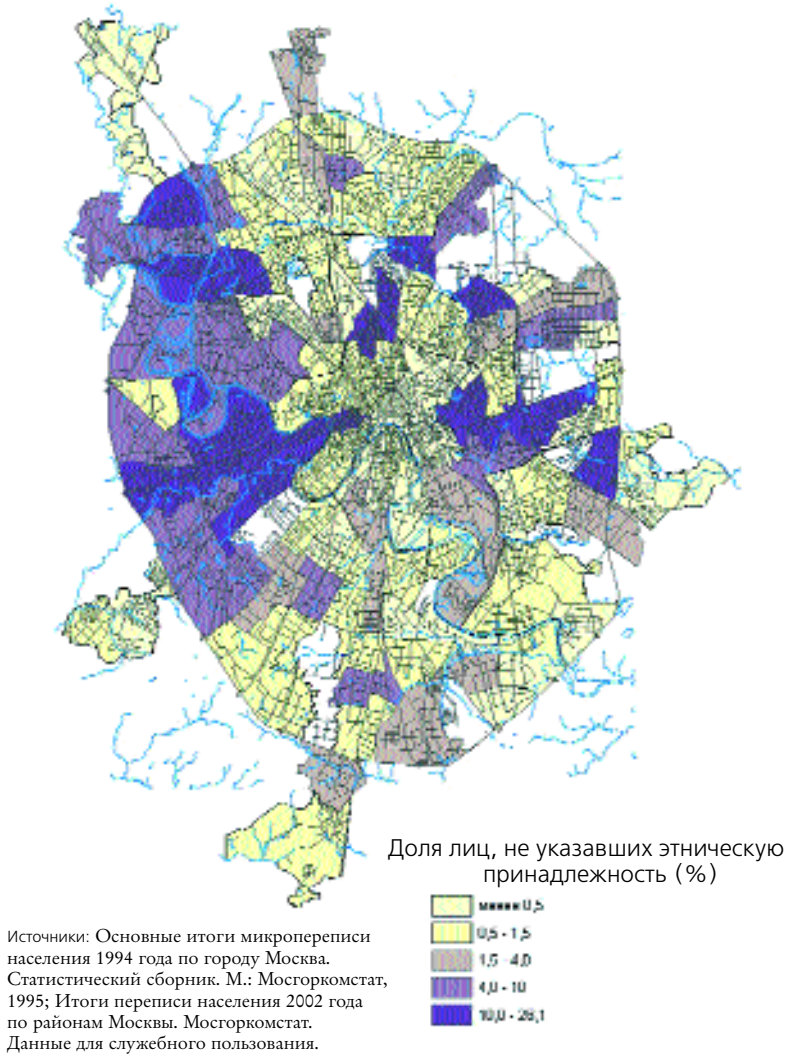 Доля лиц, не указавших этническую
принадлежность (%)
менее 0,5
0,5 - 1,5
1,5 - 4,0
4,0 - 10
10,0 - 26,1
Источники: Основные итоги микропереписи
населения 1994 года по городу Москва.
Статистический сборник. М.: Мосгоркомстат,
1995; Итоги переписи населения 2002 года
по районам Москвы. Мосгоркомстат.
Данные для служебного пользования.